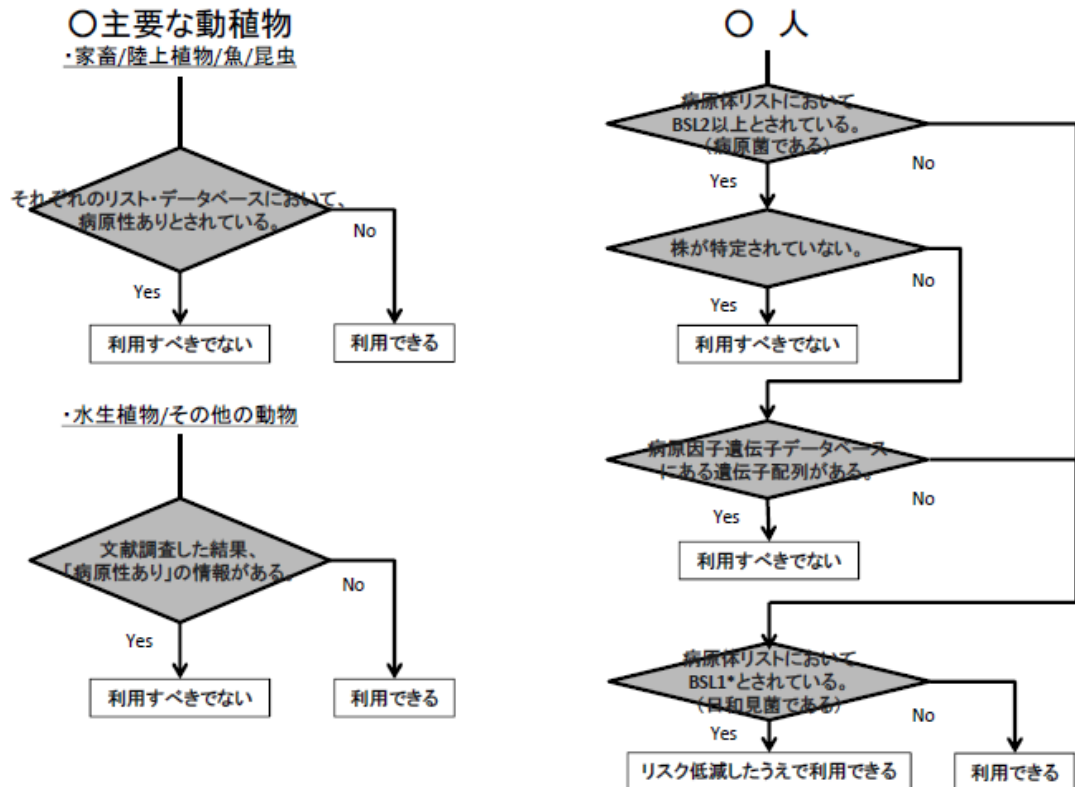 〇主要な動植物
・家畜/陸上植物/魚/昆虫
それぞれのリスト・データベースにおいて、
病原性ありとされている。
No
Yes
利用すべきでない
利用できる
・水生植物/その他の動物
文献調査した結果、
「病原性あり」の情報がある。
No
Yes
利用すべきでない
利用できる
〇 人
病原体リストにおいて
BSL2以上とされている。
(病原菌である)
No
Yes
株が特定されていない。
No
Yes
利用すべきでない
病原因子遺伝子データベース
にある遺伝子配列がある。
No
Yes
利用すべきでない
病原体リストにおいて
BSL1*とされている。
(日和見菌である)
No
Yes
リスク低減したうえで利用できる
利用できる